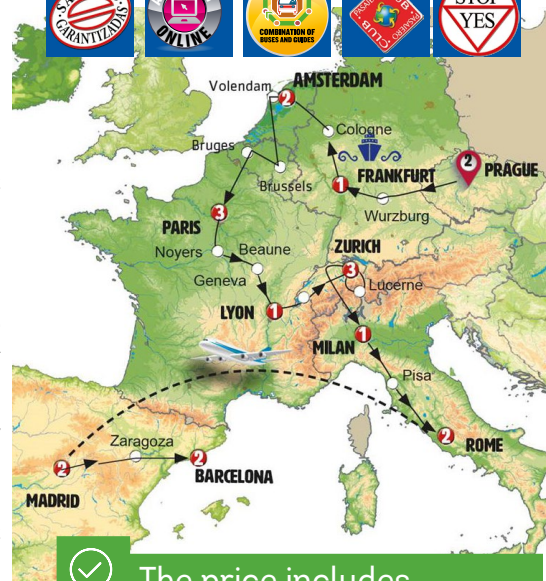 GARANTIZADAS
ONLINE
COMBINATION OF
BUSES AND GUIDES
CLUB
PASAJERO
STOP
YES
Volendam
AMSTERDAM
2
Cologne
Bruges
Brussels
FRANKFURT
1
2
PRAGUE
Wurzburg
PARIS
3
Noyers
Beaune
ZURICH
3
Geneva
Lucerne
LYON
1
MILAN
1
Pisa
2
ROME
Zaragoza
2
2
BARCELONA
MADRID
The price includes